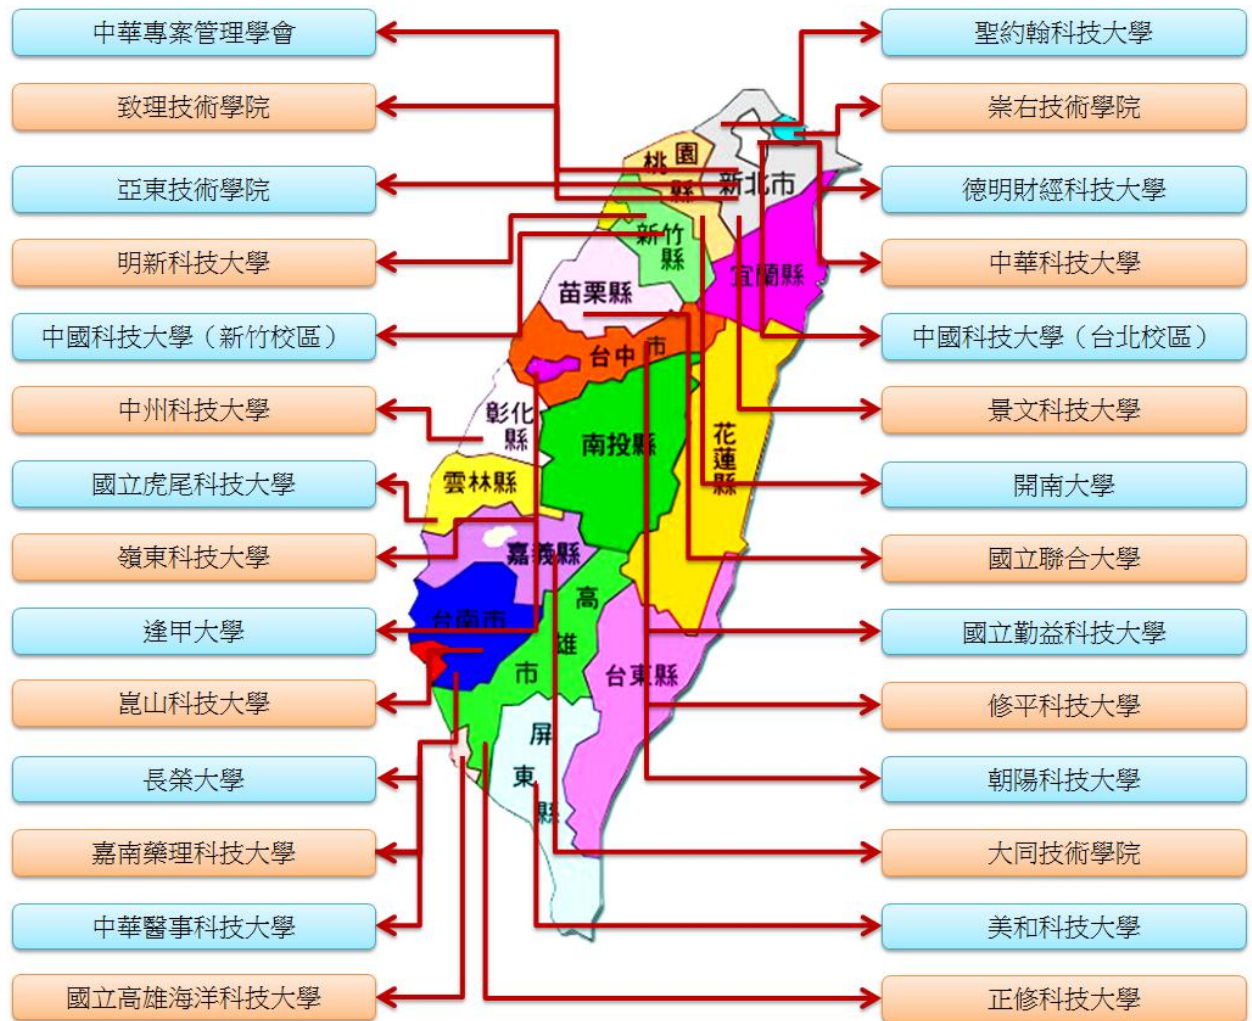 中華專案管理學會
致理技術學院
亞東技術學院
明新科技大學
中國科技大學（新竹校區）
中州科技大學
國立虎尾科技大學
嶺東科技大學
逢甲大學
崑山科技大學
長榮大學
嘉南藥理科技大學
中華醫事科技大學
國立高雄海洋科技大學
桃園縣
新北市
新竹縣
宜蘭縣
苗栗縣
台中市
彰化縣
南投縣
花蓮縣
雲林縣
嘉義縣
台南市
高雄市
台東縣
屏東縣
聖約翰科技大學
崇右技術學院
德明財經科技大學
中華科技大學
中國科技大學（台北校區）
景文科技大學
開南大學
國立聯合大學
國立勤益科技大學
修平科技大學
朝陽科技大學
大同技術學院
美和科技大學
正修科技大學